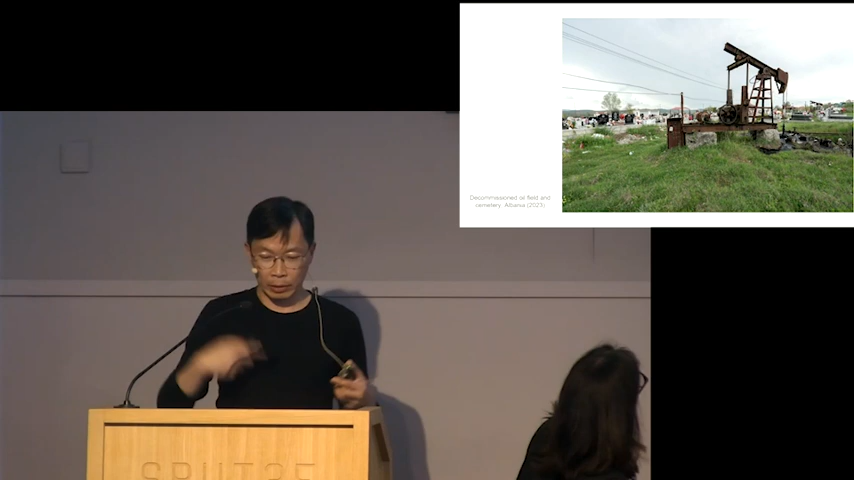 Decommissioned oil field and
cemetery, Albania (2023)